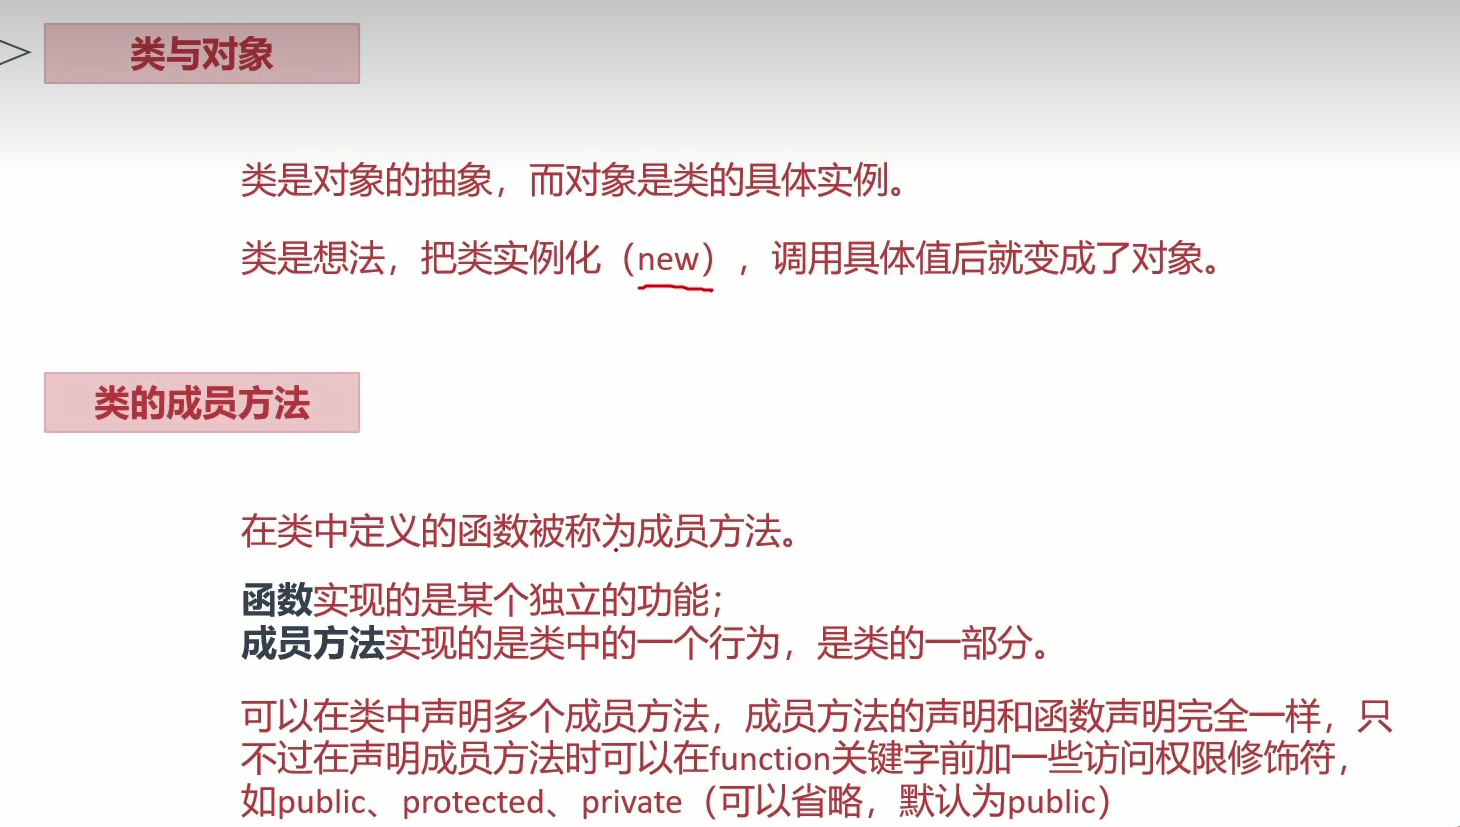 类与对象
类是对象的抽象，而对象是类的具体实例。
类是想法，把类实例化（new），调用具体值后就变成了对象。
类的成员方法
在类中定义的函数被称为成员方法。
函数实现的是某个独立的功能；
成员方法实现的是类中的一个行为，是类的一部分。
可以在类中声明多个成员方法，成员方法的声明和函数声明完全一样，只
不过在声明成员方法时可以在function关键字前加一些访问权限修饰符，
如public、protected、private（可以省略，默认为public）